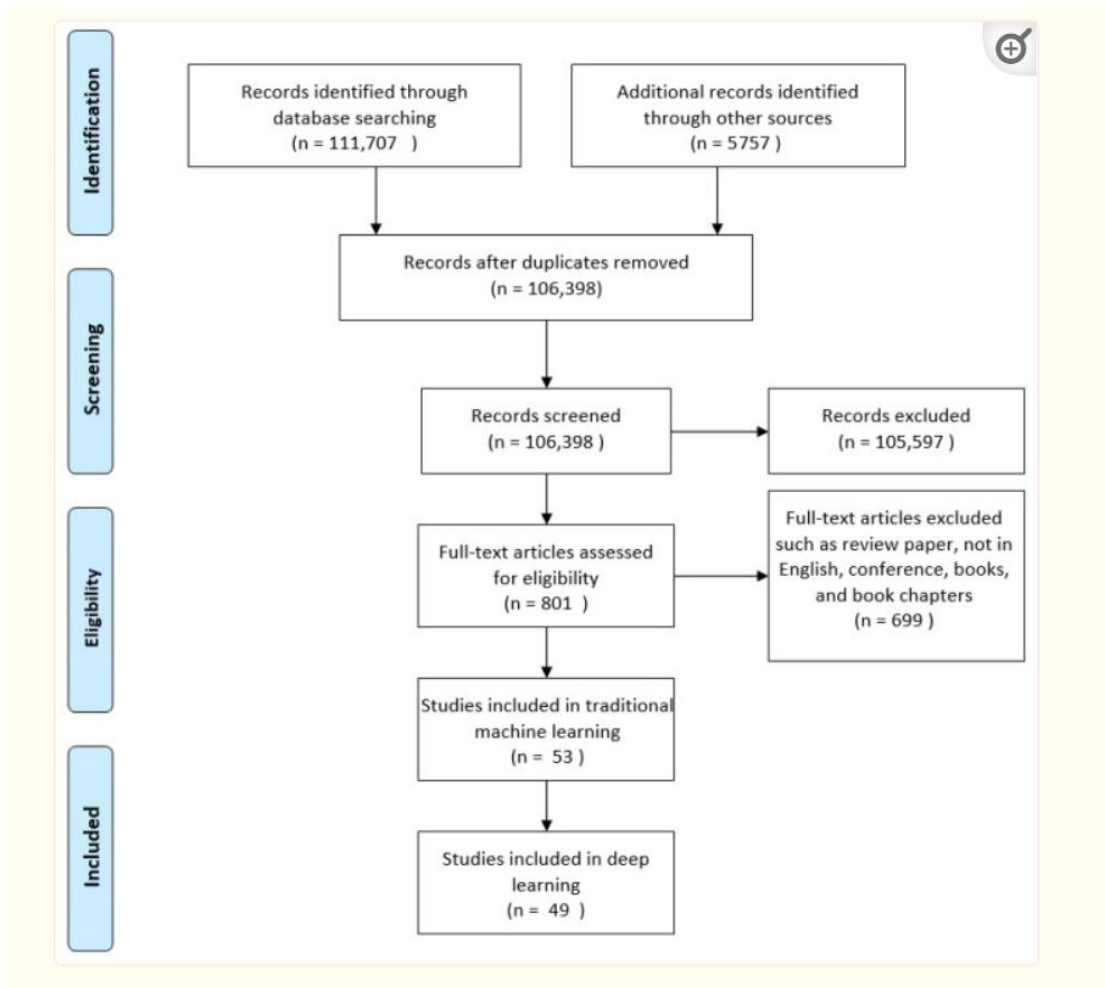 Identification
Records identified through
database searching
(n = 111,707 )
Additional records identified
through other sources
(n = 5757 )
Records after duplicates removed
(n = 106,398)
Screening
Records screened
(n = 106,398 )
Records excluded
(n = 105,597 )
Eligibility
Full-text articles assessed
for eligibility
(n = 801 )
Full-text articles excluded
such as review paper, not in
English, conference, books,
and book chapters
(n = 699 )
Studies included in traditional
machine learning
(n = 53 )
Included
Studies included in deep
learning
(n = 49 )